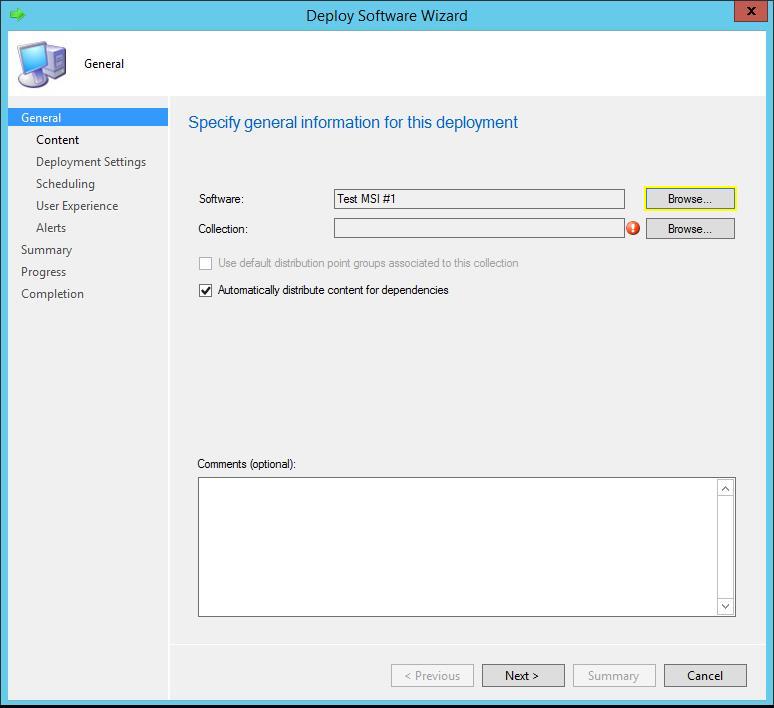 Deploy Software Wizard
x
General
General
Content
Deployment Settings
Scheduling
User Experience
Alerts
Summary
Progress
Completion
Specify general information for this deployment
Software: Test MSI #1 Browse...
Collection: ! Browse...
Use default distribution point groups associated to this collection
Automatically distribute content for dependencies
Comments (optional):
< Previous Next > Summary Cancel